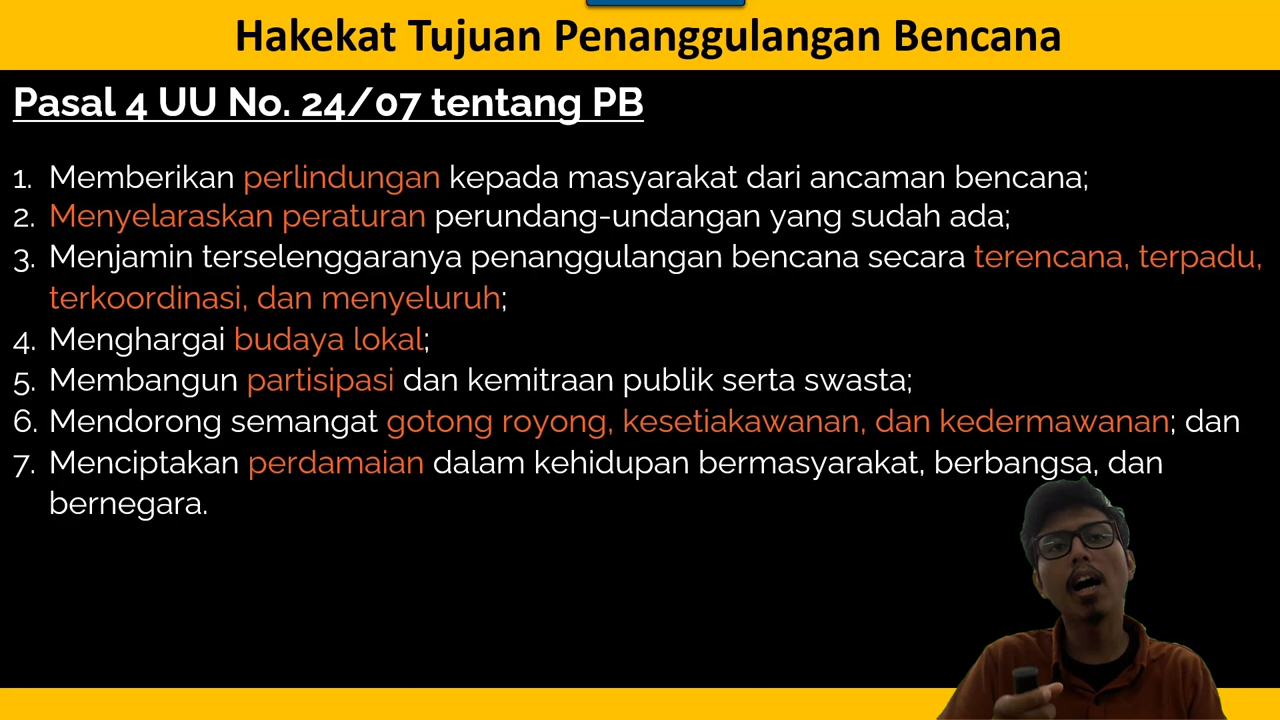 Hakekat Tujuan Penanggulangan Bencana
Pasal 4 UU No. 24/07 tentang PB
1. Memberikan perlindungan kepada masyarakat dari ancaman bencana;
2. Menyelaraskan peraturan perundang-undangan yang sudah ada;
3. Menjamin terselenggaranya penanggulangan bencana secara terencana, terpadu,
terkoordinasi, dan menyeluruh;
4. Menghargai budaya lokal;
5. Membangun partisipasi dan kemitraan publik serta swasta;
6. Mendorong semangat gotong royong, kesetiakawanan, dan kedermawanan; dan
7. Menciptakan perdamaian dalam kehidupan bermasyarakat, berbangsa, dan
bernegara.